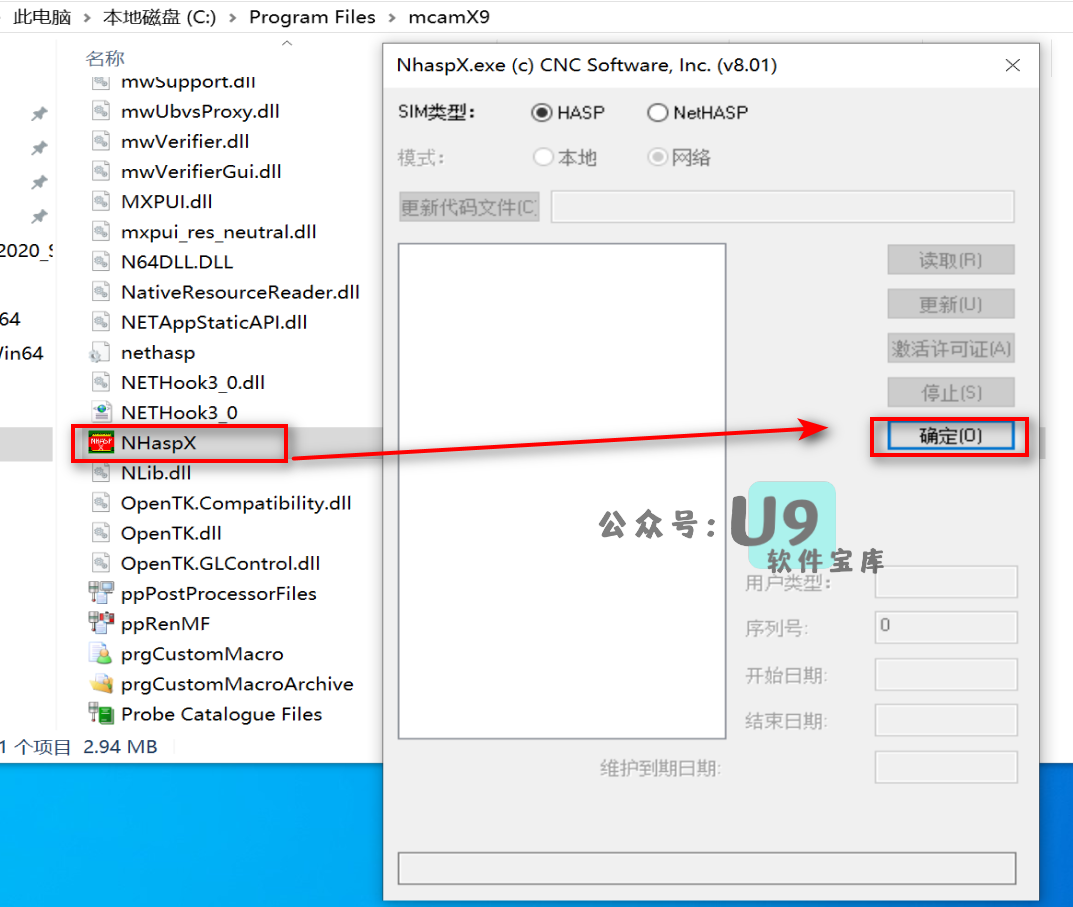 此电脑 > 本地磁盘 (C:) > Program Files > mcamX9
名称
mwSupport.dll
mwUbvsProxy.dll
mwVerifier.dll
mwVerifierGui.dll
MXPUI.dll
mxpui_res_neutral.dll
2020_S
N64DLL.DLL
NativeResourceReader.dll
64
NETAppStaticAPI.dll
Vin64
nethasp
NETHook3_0.dll
NETHook3_0
NHaspX
NLib.dll
OpenTK.Compatibility.dll
OpenTK.dll
OpenTK.GLControl.dll
ppPostProcessorFiles
ppRenMF
prgCustomMacro
prgCustomMacroArchive
Probe Catalogue Files
1 个项目 2.94 MB
NhaspX.exe (c) CNC Software, Inc. (v8.01)
SIM类型: HASP NetHASP
模式: 本地 网络
更新代码文件(C)
读取(R)
更新(U)
激活许可证(A)
停止(S)
确定(O)
公众号: U9
软件宝库
用户类型:
序列号: 0
开始日期:
结束日期:
维护到期日期: